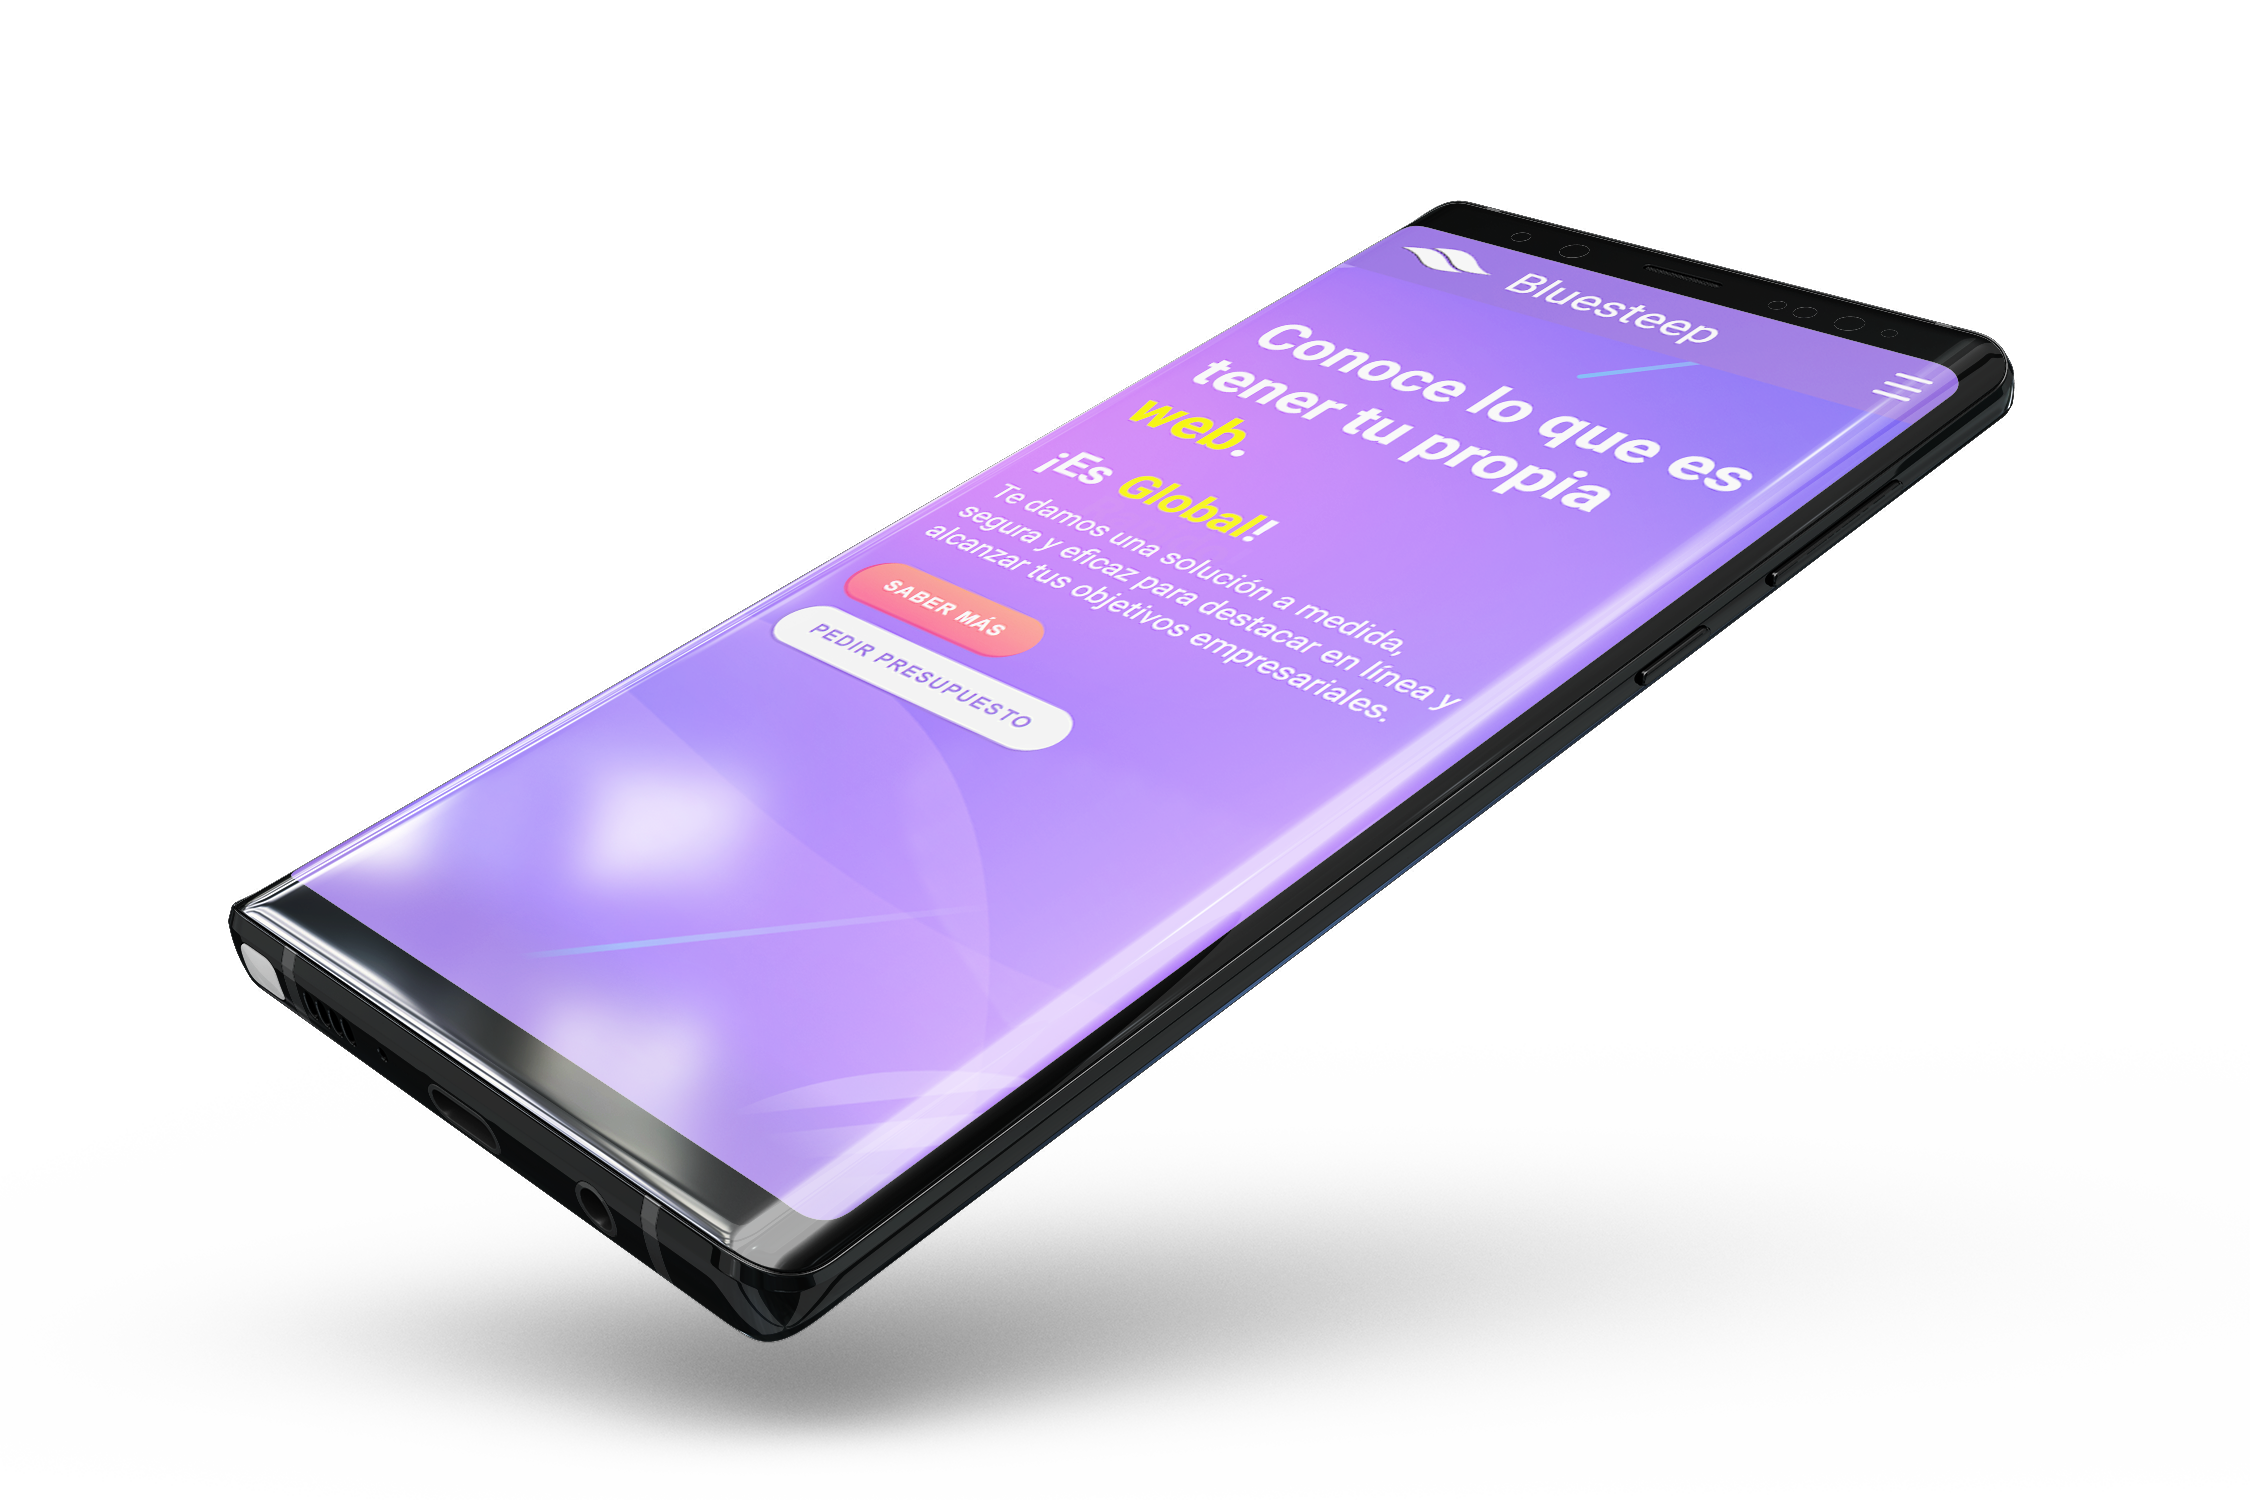 Bluesteep
Conoce lo que es
tener tu propia
web.
¡Es Global!
Te damos una solución a medida,
segura y eficaz para destacar en línea y
alcanzar tus objetivos empresariales.
SABER MÁS
PEDIR PRESUPUESTO